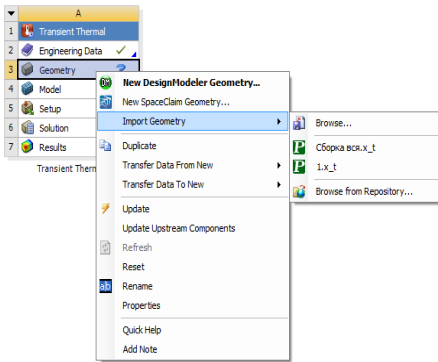 A
1 Transient Thermal
2 Engineering Data
3 Geometry
4 Model
5 Setup
6 Solution
7 Results
Transient Therm
New DesignModeler Geometry...
New SpaceClaim Geometry...
Import Geometry
Duplicate
Transfer Data From New
Transfer Data To New
Update
Update Upstream Components
Refresh
Reset
Rename
Properties
Quick Help
Add Note
Browse...
Сборка вся.x_t
1.x_t
Browse from Repository...